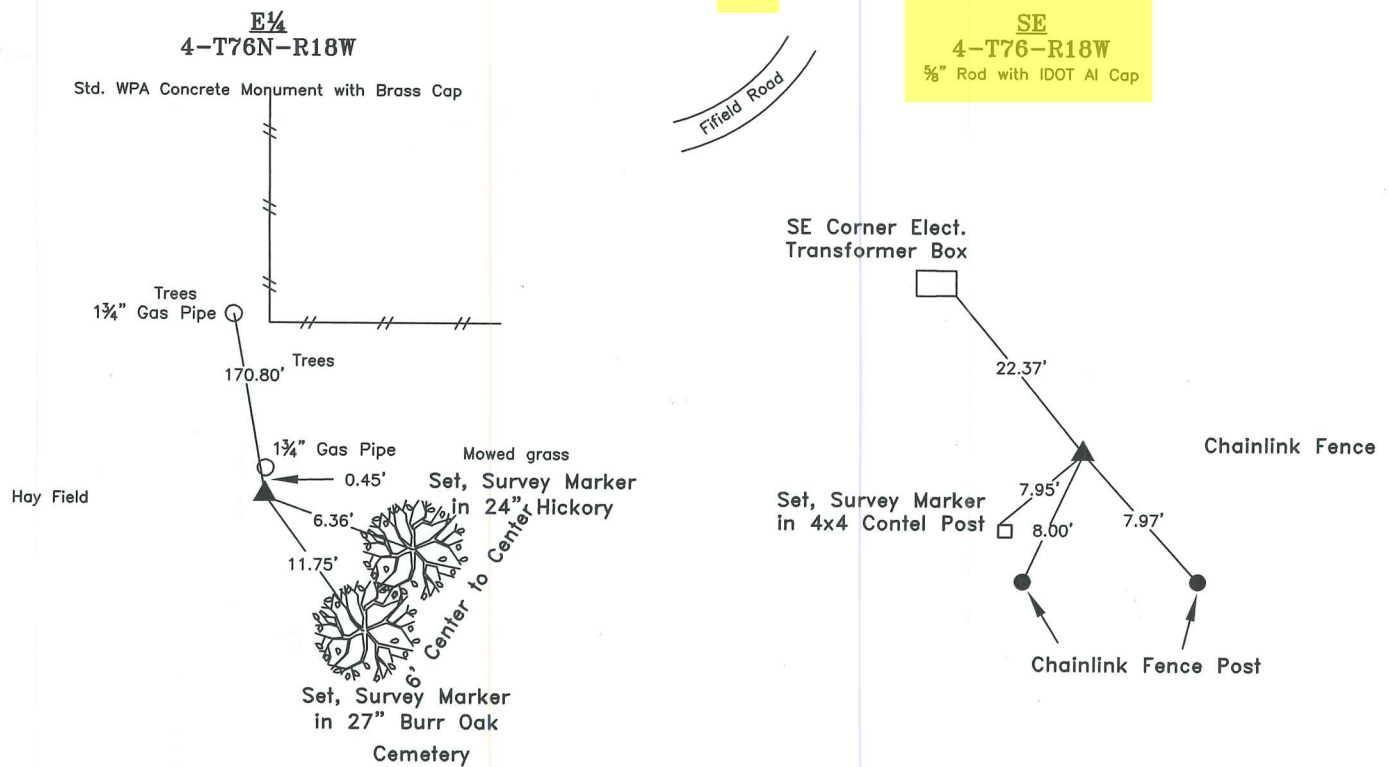 E¼
4-T76N-R18W
Std. WPA Concrete Monument with Brass Cap
Trees
1¾" Gas Pipe
170.80'
Trees
1¾" Gas Pipe
0.45'
Hay Field
Mowed grass
Set, Survey Marker
in 24" Hickory
6.36'
11.75'
6' Center to Center
Set, Survey Marker
in 27" Burr Oak
Cemetery
Fifield Road
SE
4-T76-R18W
⅝" Rod with IDOT Al Cap
SE Corner Elect.
Transformer Box
22.37'
Chainlink Fence
Set, Survey Marker
in 4x4 Contel Post
7.95'
8.00'
7.97'
Chainlink Fence Post